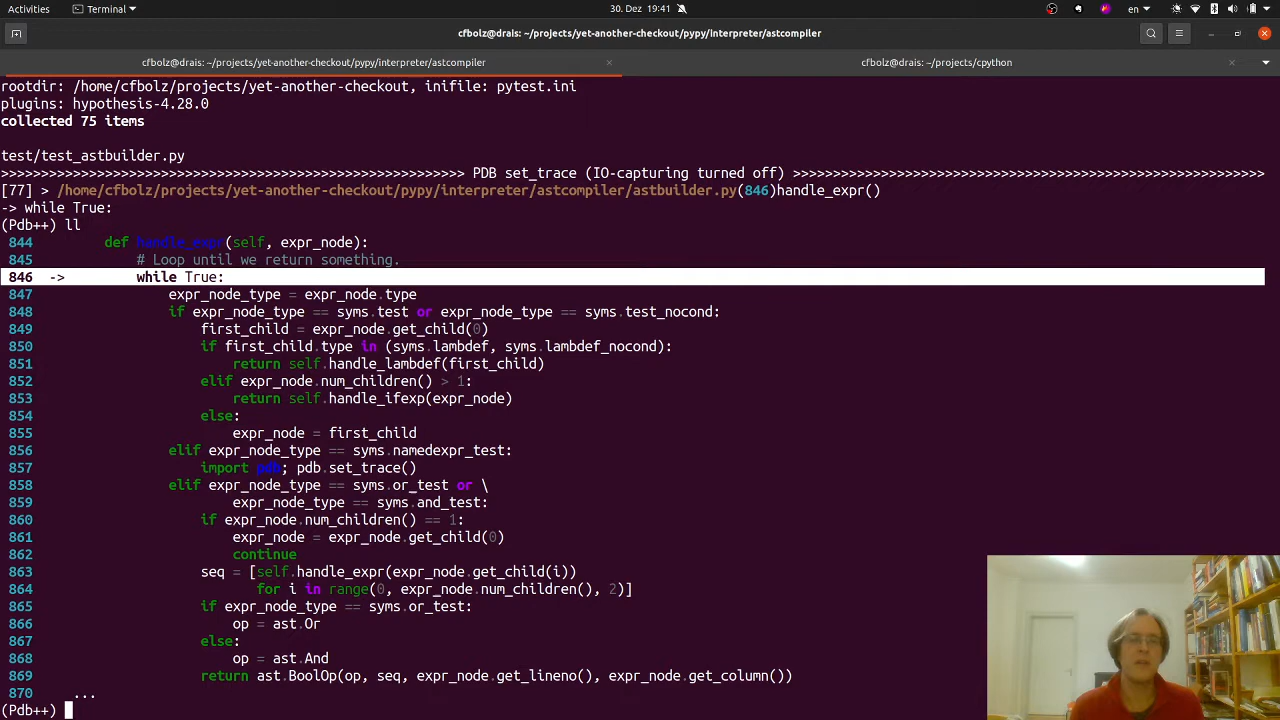 Activities Terminal 30. Dez 19:41 en
cfbolz@drais: ~/projects/yet-another-checkout/pypy/interpreter/astcompiler
cfbolz@drais: ~/projects/yet-another-checkout/pypy/interpreter/astcompiler × cfbolz@drais: ~/projects/cpython ×
rootdir: /home/cfbolz/projects/yet-another-checkout, inifile: pytest.ini
plugins: hypothesis-4.28.0
collected 75 items
test/test_astbuilder.py
>>>>>>>>>>>>>>>>>>>>>>>>>>>>>>>>>>>>>>>>>>>>>>>>>>>>>>>>>> PDB set_trace (IO-capturing turned off) >>>>>>>>>>>>>>>>>>>>>>>>>>>>>>>>>>>>>>>>>>>>>>>>>>>>>>>>>>>
[77] > /home/cfbolz/projects/yet-another-checkout/pypy/interpreter/astcompiler/astbuilder.py(846)handle_expr()
-> while True:
(Pdb++) ll
844         def handle_expr(self, expr_node):
845             # Loop until we return something.
846  ->         while True:
847                 expr_node_type = expr_node.type
848                 if expr_node_type == syms.test or expr_node_type == syms.test_nocond:
849                     first_child = expr_node.get_child(0)
850                     if first_child.type in (syms.lambdef, syms.lambdef_nocond):
851                         return self.handle_lambdef(first_child)
852                     elif expr_node.num_children() > 1:
853                         return self.handle_ifexp(expr_node)
854                     else:
855                         expr_node = first_child
856                 elif expr_node_type == syms.namedexpr_test:
857                     import pdb; pdb.set_trace()
858                 elif expr_node_type == syms.or_test or \
859                         expr_node_type == syms.and_test:
860                     if expr_node.num_children() == 1:
861                         expr_node = expr_node.get_child(0)
862                         continue
863                     seq = [self.handle_expr(expr_node.get_child(i))
864                            for i in range(0, expr_node.num_children(), 2)]
865                     if expr_node_type == syms.or_test:
866                         op = ast.Or
867                     else:
868                         op = ast.And
869                     return ast.BoolOp(op, seq, expr_node.get_lineno(), expr_node.get_column())
870     ...
(Pdb++)